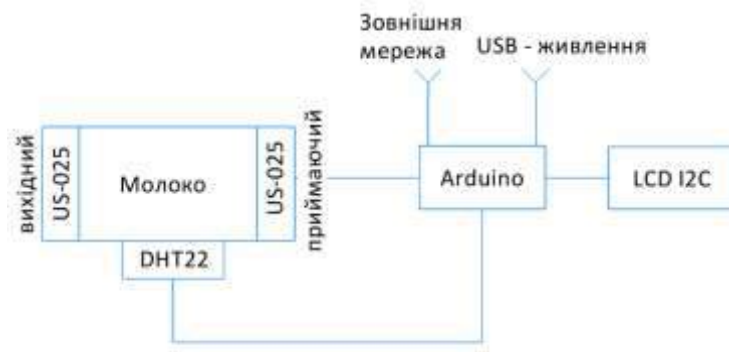 Зовнішня
мережа
USB - живлення
вихідний
US-025
Молоко
US-025
приймаючий
Arduino
LCD I2C
DHT22